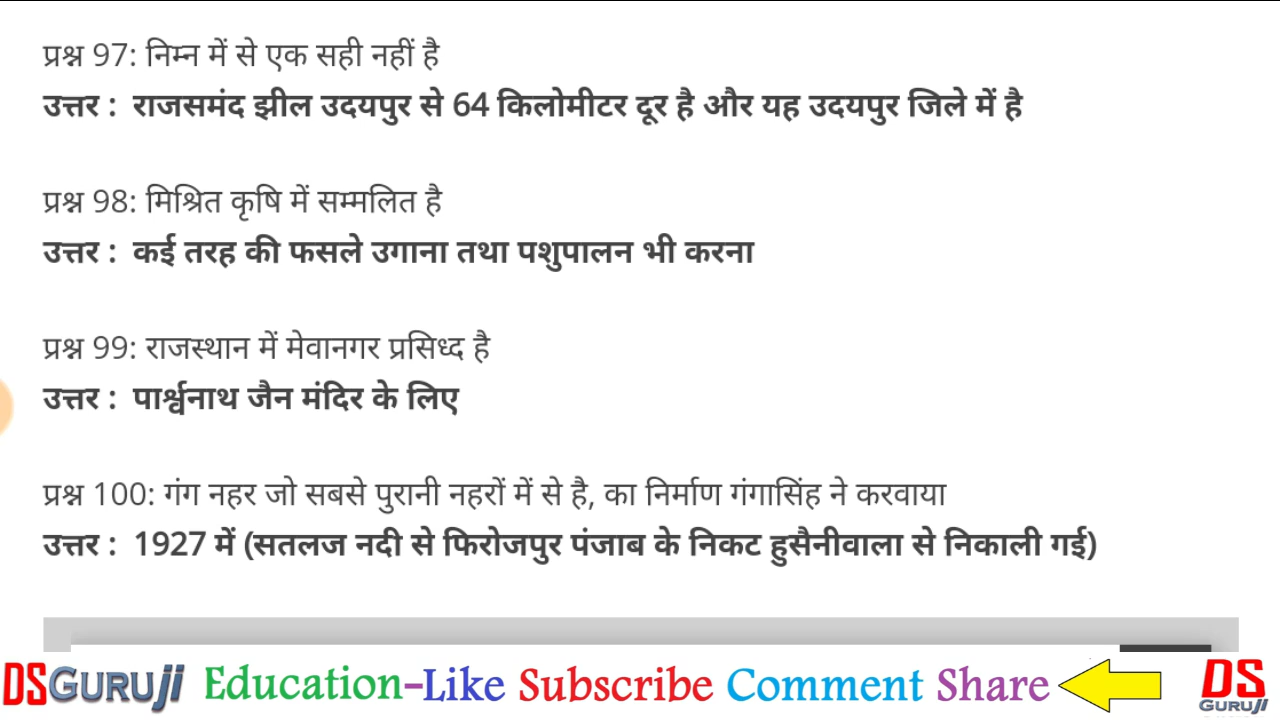 प्रश्न 97: निम्न में से एक सही नहीं है
उत्तर : राजसमंद झील उदयपुर से 64 किलोमीटर दूर है और यह उदयपुर जिले में है
प्रश्न 98: मिश्रित कृषि में सम्मलित है
उत्तर : कई तरह की फसले उगाना तथा पशुपालन भी करना
प्रश्न 99: राजस्थान में मेवानगर प्रसिध्द है
उत्तर : पार्श्वनाथ जैन मंदिर के लिए
प्रश्न 100: गंग नहर जो सबसे पुरानी नहरों में से है, का निर्माण गंगासिंह ने करवाया
उत्तर : 1927 में (सतलज नदी से फिरोजपुर पंजाब के निकट हुसैनीवाला से निकाली गई)
DSGURUji Education-Like Subscribe Comment Share DS GURUji